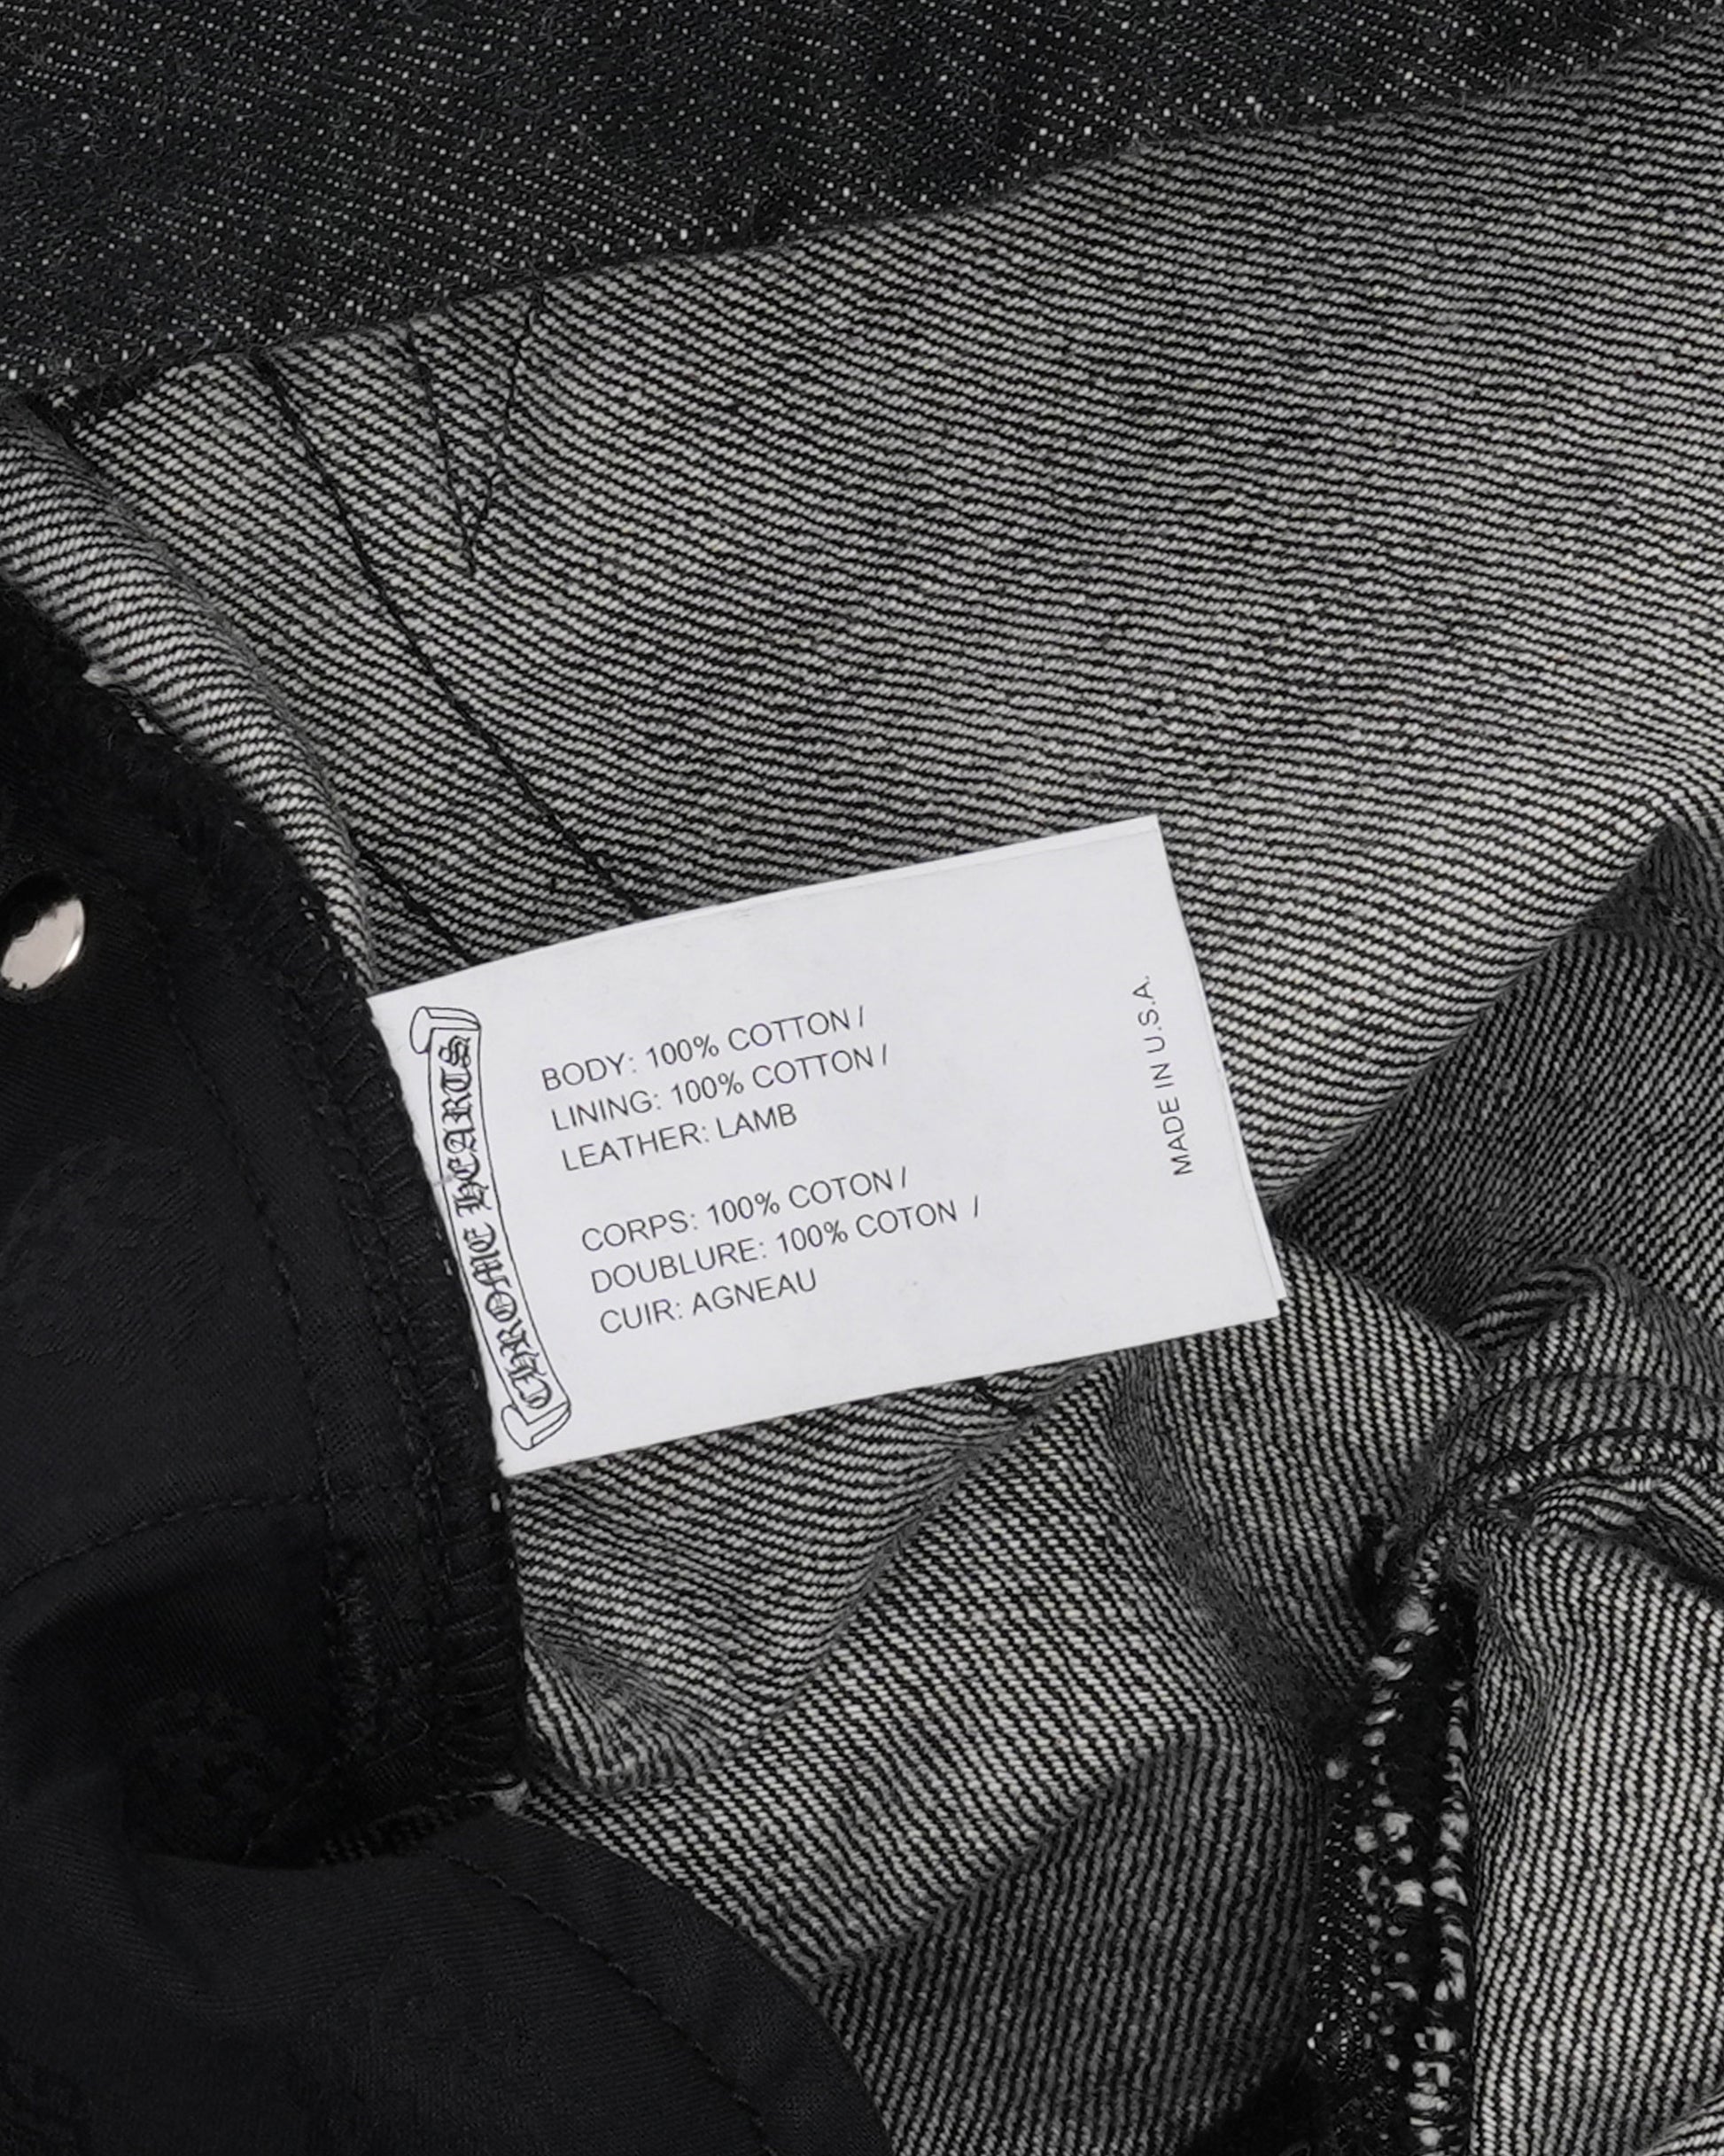 CHROME HEARTS
BODY: 100% COTTON /
LINING: 100% COTTON /
LEATHER: LAMB
CORPS: 100% COTON /
DOUBLURE: 100% COTON /
CUIR: AGNEAU
MADE IN U.S.A.